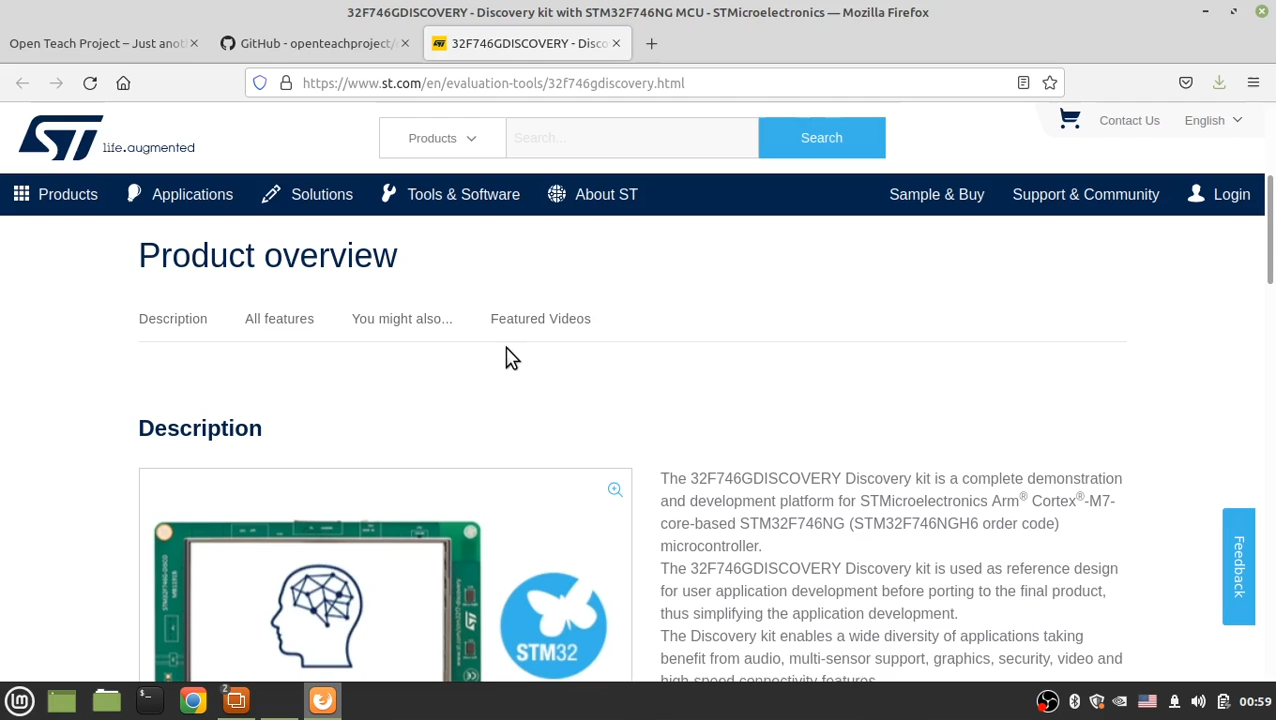 32F746GDISCOVERY - Discovery kit with STM32F746NG MCU - STMicroelectronics — Mozilla Firefox
Open Teach Project – Just anot
GitHub - openteachproject/
32F746GDISCOVERY - Disco
https://www.st.com/en/evaluation-tools/32f746gdiscovery.html
ST life.augmented
Products
Search...
Search
Contact Us
English
Products
Applications
Solutions
Tools & Software
About ST
Sample & Buy
Support & Community
Login
Product overview
Description
All features
You might also...
Featured Videos
Description
The 32F746GDISCOVERY Discovery kit is a complete demonstration
and development platform for STMicroelectronics Arm® Cortex®-M7-
core-based STM32F746NG (STM32F746NGH6 order code)
microcontroller.
The 32F746GDISCOVERY Discovery kit is used as reference design
for user application development before porting to the final product,
thus simplifying the application development.
The Discovery kit enables a wide diversity of applications taking
benefit from audio, multi-sensor support, graphics, security, video and
high-speed connectivity features.
STM32
Feedback
2
00:59